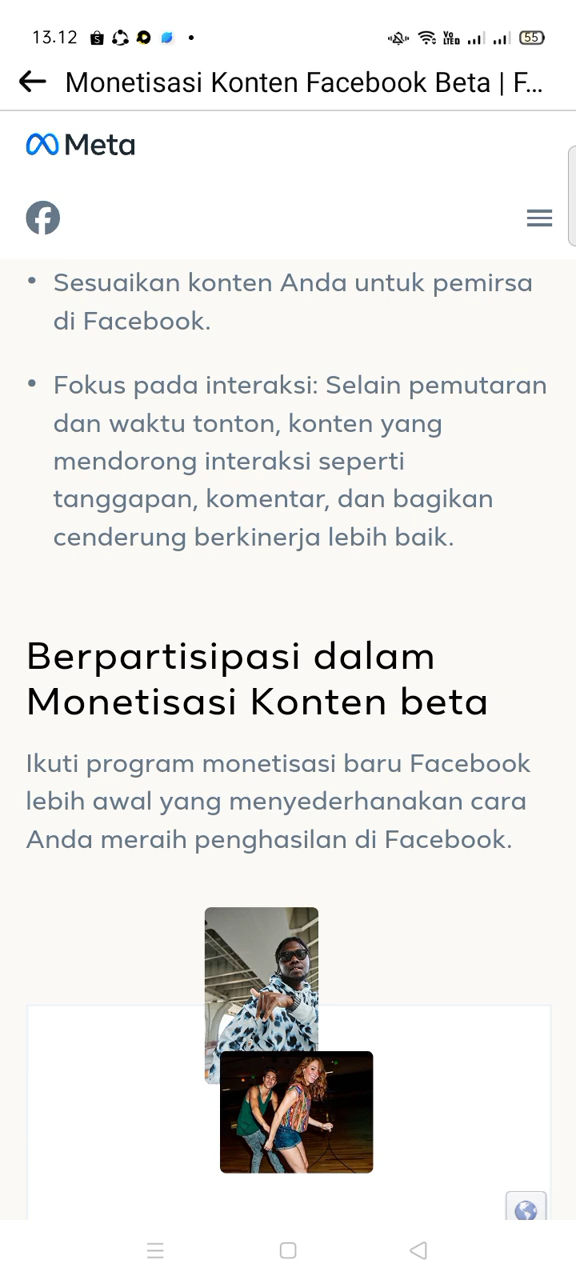 13.12
VO
LTED
55
Monetisasi Konten Facebook Beta | F...
Meta
Sesuaikan konten Anda untuk pemirsa
di Facebook.
Fokus pada interaksi: Selain pemutaran
dan waktu tonton, konten yang
mendorong interaksi seperti
tanggapan, komentar, dan bagikan
cenderung berkinerja lebih baik.
Berpartisipasi dalam
Monetisasi Konten beta
Ikuti program monetisasi baru Facebook
lebih awal yang menyederhanakan cara
Anda meraih penghasilan di Facebook.